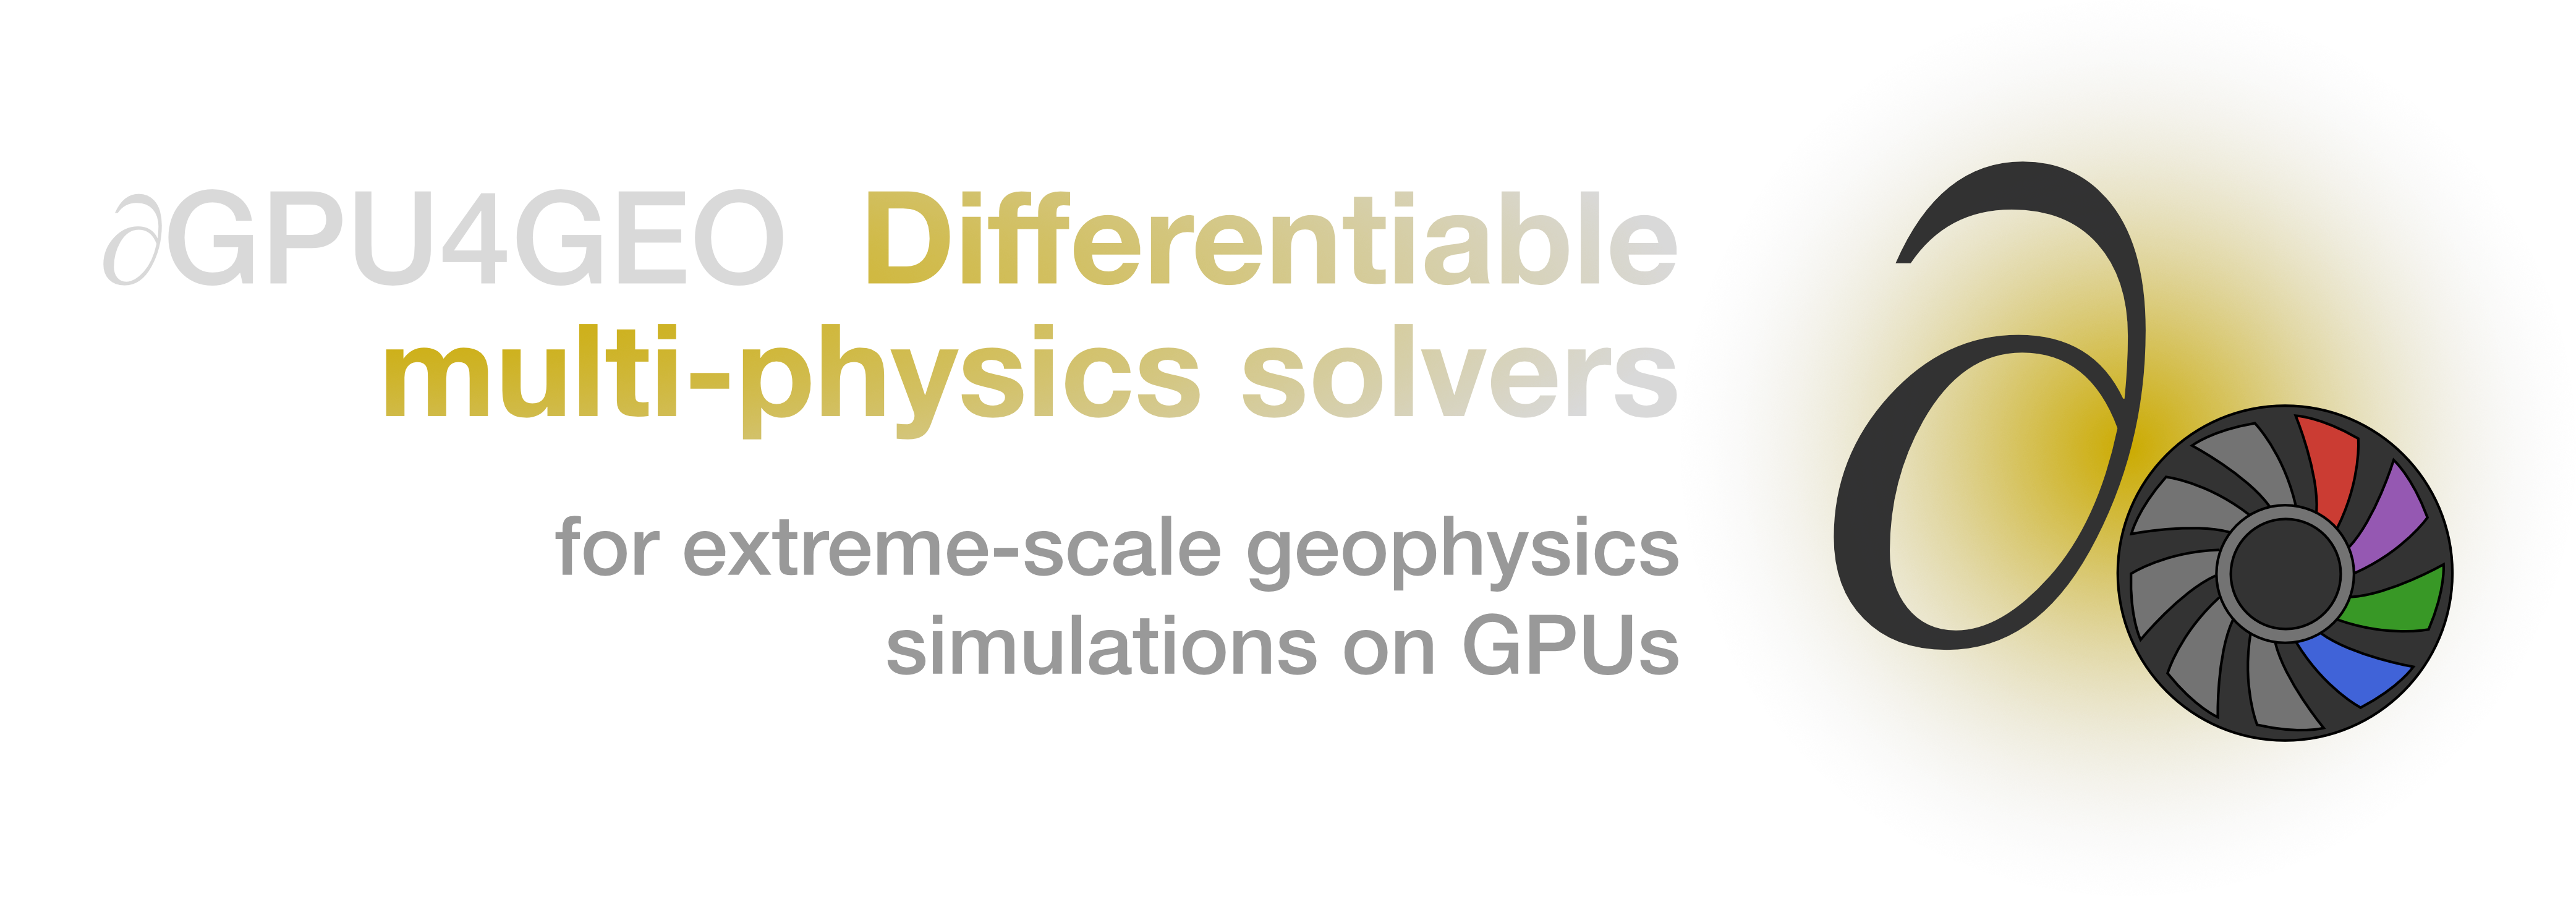 ∂GPU4GEO Differentiable
multi-physics solvers
for extreme-scale geophysics
simulations on GPUs
∂